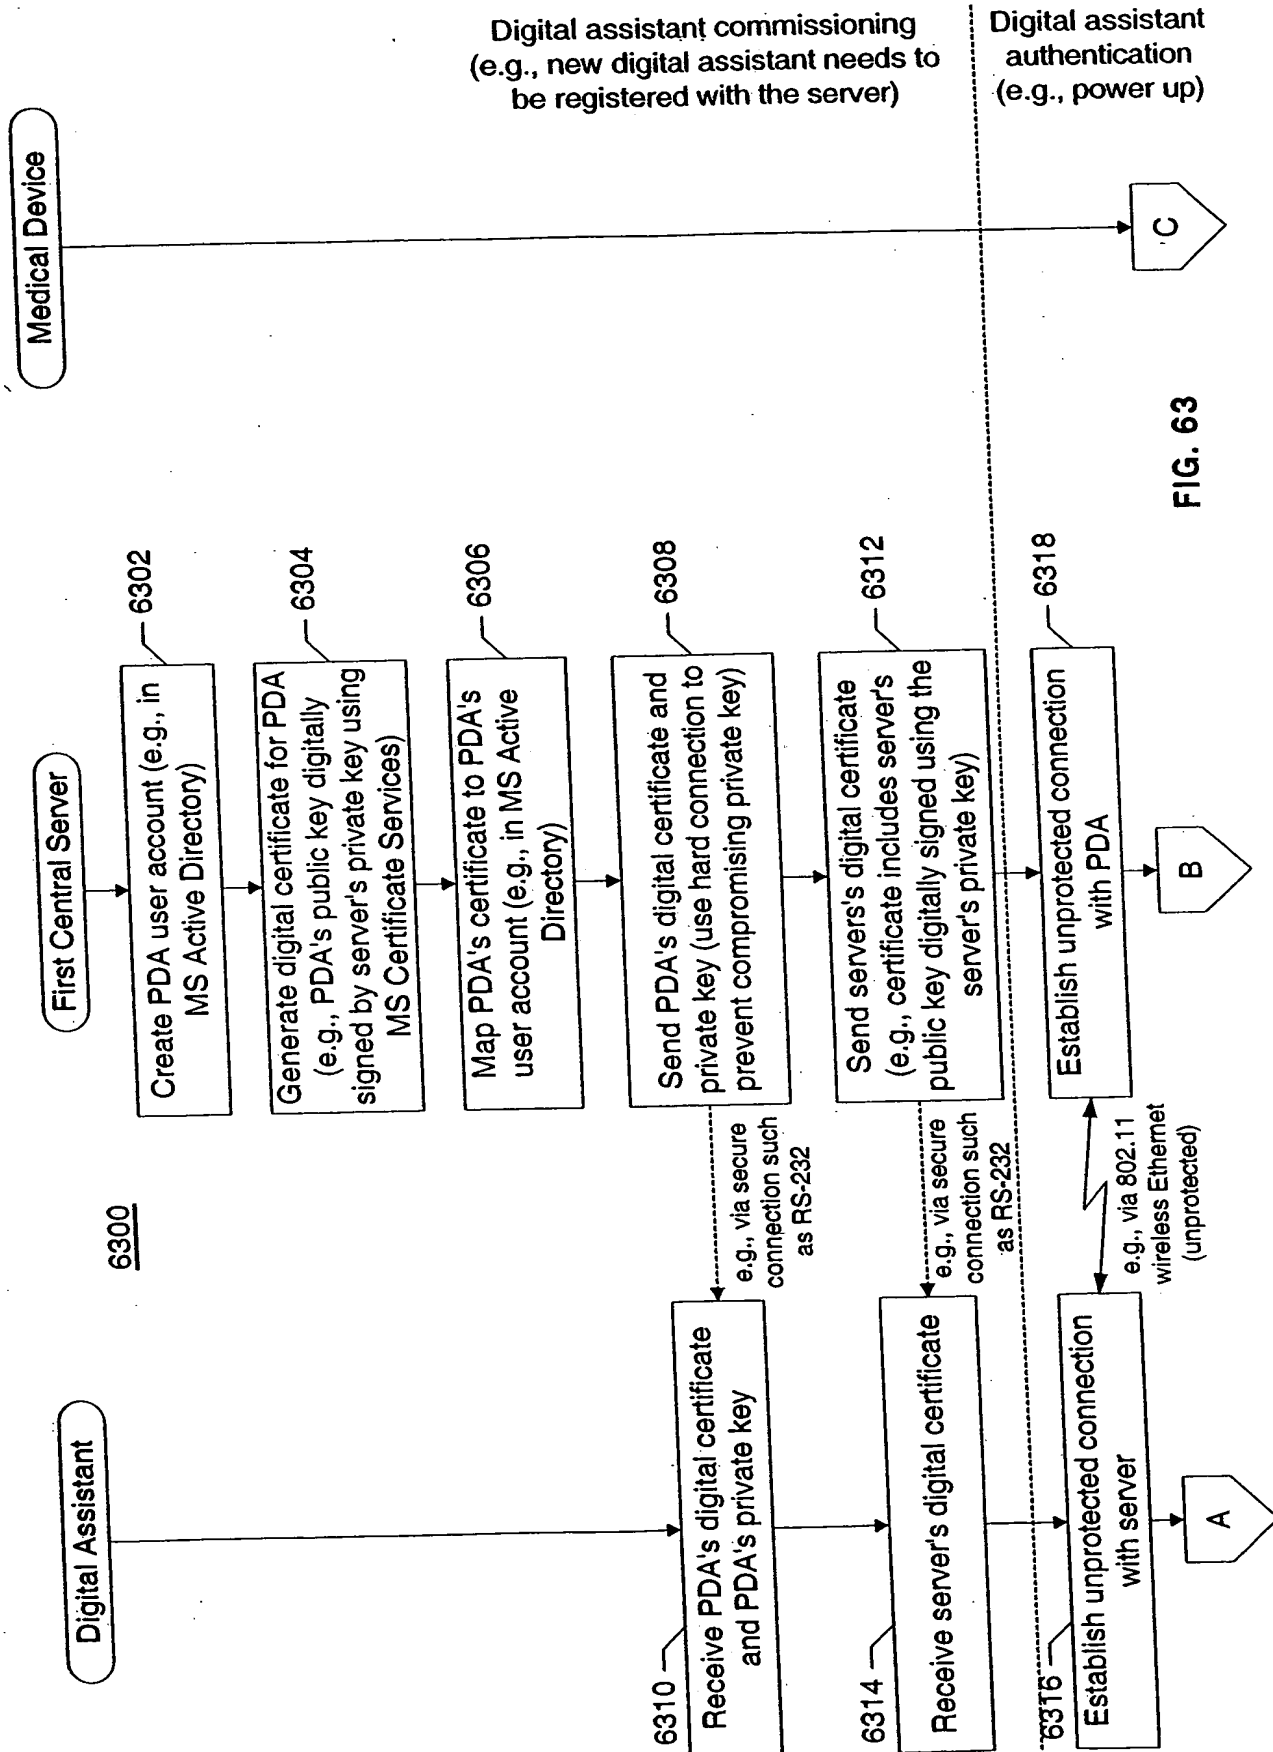 Digital assistant commissioning
(e.g., new digital assistant needs to
be registered with the server)
Digital assistant
authentication
(e.g., power up)
Medical Device
C
FIG. 63
First Central Server
Create PDA user account (e.g., in
MS Active Directory)
6302
Generate digital certificate for PDA
(e.g., PDA's public key digitally
signed by server's private key using
MS Certificate Services)
6304
Map PDA's certificate to PDA's
user account (e.g., in MS Active
Directory)
6306
Send PDA's digital certificate and
private key (use hard connection to
prevent compromising private key)
6308
Send servers's digital certificate
(e.g., certificate includes server's
public key digitally signed using the
server's private key)
6312
Establish unprotected connection
with PDA
6318
B
6300
e.g., via secure
connection such
as RS-232
e.g., via secure
connection such
as RS-232
e.g., via 802.11
wireless Ethernet
(unprotected)
Digital Assistant
6310
Receive PDA's digital certificate
and PDA's private key
6314
Receive server's digital certificate
6316
Establish unprotected connection
with server
A